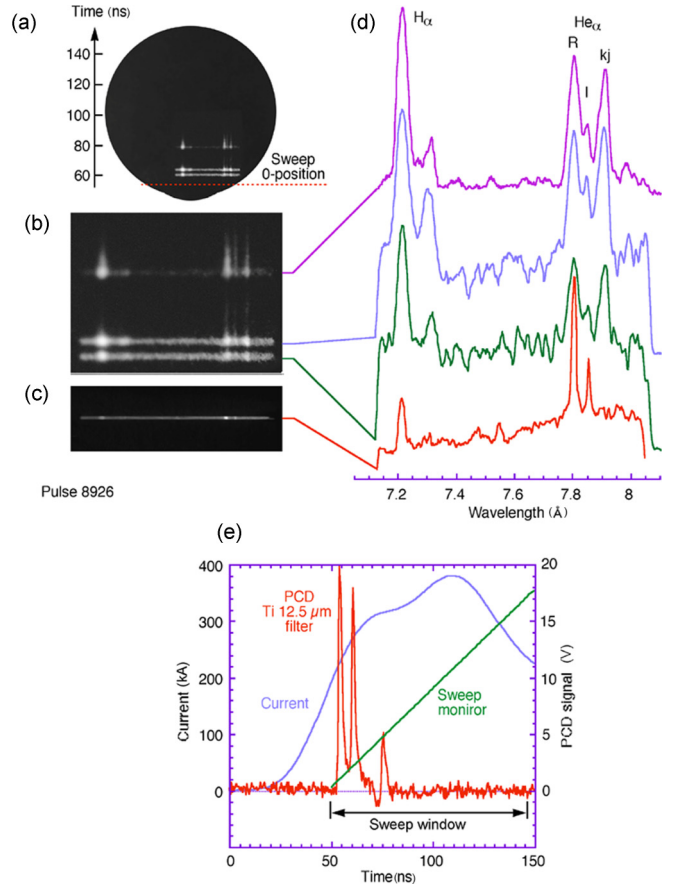 (a)
Time (ns)
140
120
100
80
60
Sweep
0-position
(b)
(c)
Pulse 8926
(d)
Hα
Heα
R
I
kj
7.2
7.4
7.6
7.8
8
Wavelength (Å)
(e)
400
300
200
100
0
Current (kA)
PCD
Ti 12.5 µm
filter
Current
Sweep
moniror
Sweep window
20
15
10
5
0
PCD signal (V)
0
50
100
150
Time(ns)